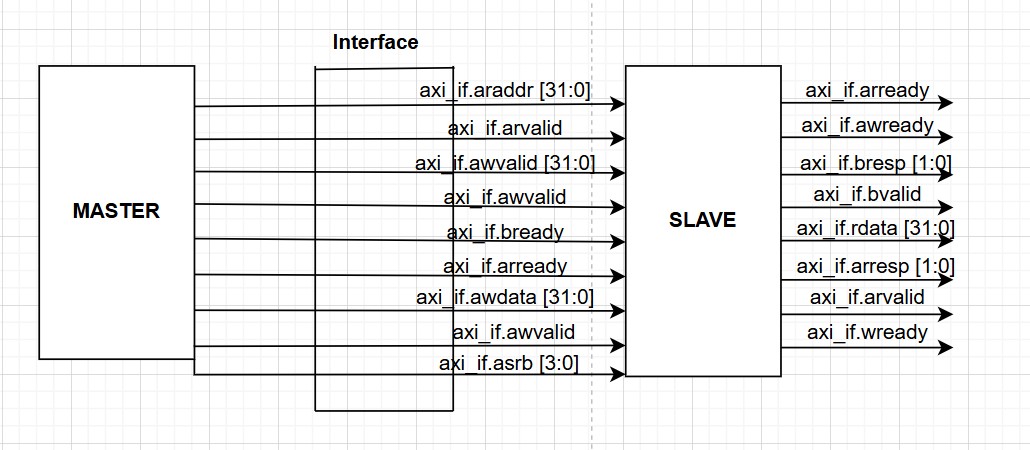 Interface
MASTER
axi_if.araddr [31:0]
axi_if.arvalid
axi_if.awvalid [31:0]
axi_if.awvalid
axi_if.bready
axi_if.arready
axi_if.awdata [31:0]
axi_if.awvalid
axi_if.asrb [3:0]
SLAVE
axi_if.arready
axi_if.awready
axi_if.bresp [1:0]
axi_if.bvalid
axi_if.rdata [31:0]
axi_if.arresp [1:0]
axi_if.arvalid
axi_if.wready